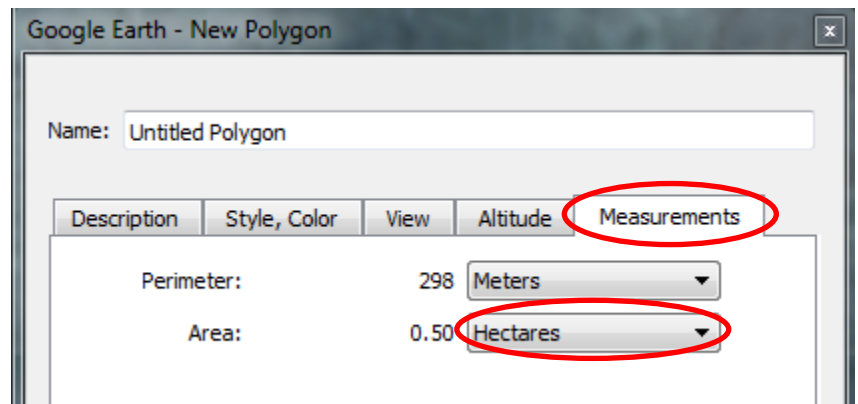 Google Earth - New Polygon x
Name: Untitled Polygon
Description Style, Color View Altitude Measurements
Perimeter: 298 Meters
Area: 0.50 Hectares